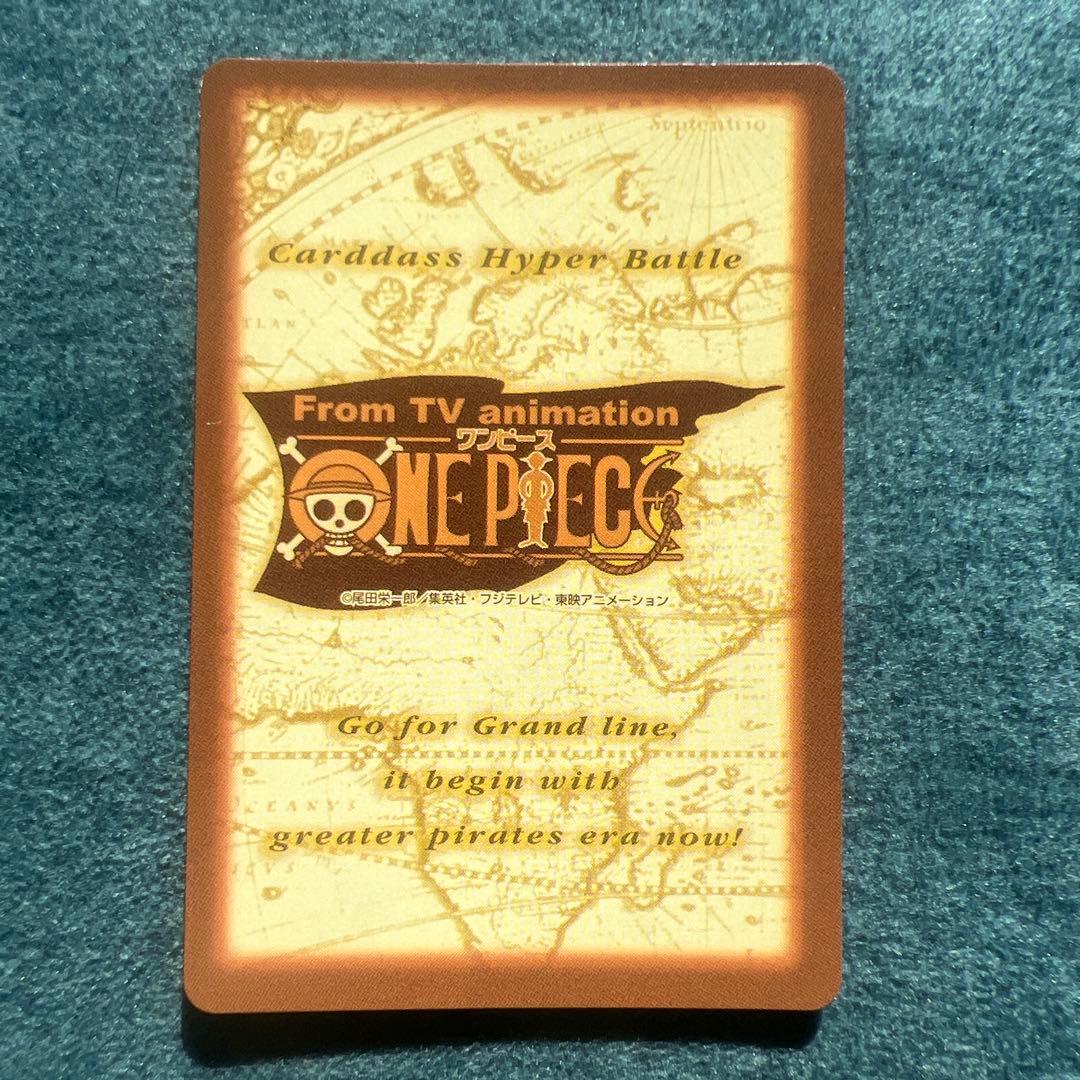 Septentrio
Carddass Hyper Battle
From TV animation
ワンピース
ONE PIECE
©尾田栄一郎/集英社・フジテレビ・東映アニメーション
Go for Grand line,
it begin with
OCEANVS
greater pirates era now!